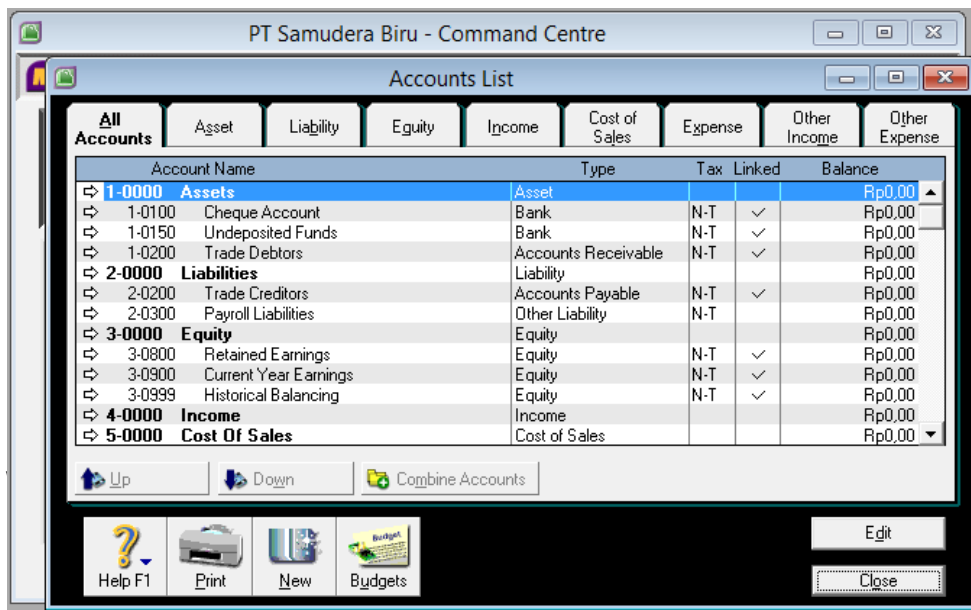 PT Samudera Biru - Command Centre
Accounts List
All Accounts Asset Liability Equity Income Cost of Sales Expense Other Income Other Expense
Account Name Type Tax Linked Balance
1-0000 Assets Asset Rp0,00
1-0100 Cheque Account Bank N-T Rp0,00
1-0150 Undeposited Funds Bank N-T Rp0,00
1-0200 Trade Debtors Accounts Receivable N-T Rp0,00
2-0000 Liabilities Liability Rp0,00
2-0200 Trade Creditors Accounts Payable N-T Rp0,00
2-0300 Payroll Liabilities Other Liability N-T Rp0,00
3-0000 Equity Equity Rp0,00
3-0800 Retained Earnings Equity N-T Rp0,00
3-0900 Current Year Earnings Equity N-T Rp0,00
3-0999 Historical Balancing Equity N-T Rp0,00
4-0000 Income Income Rp0,00
5-0000 Cost Of Sales Cost of Sales Rp0,00
Up Down Combine Accounts
Budget
Help F1 Print New Budgets
Edit
Close